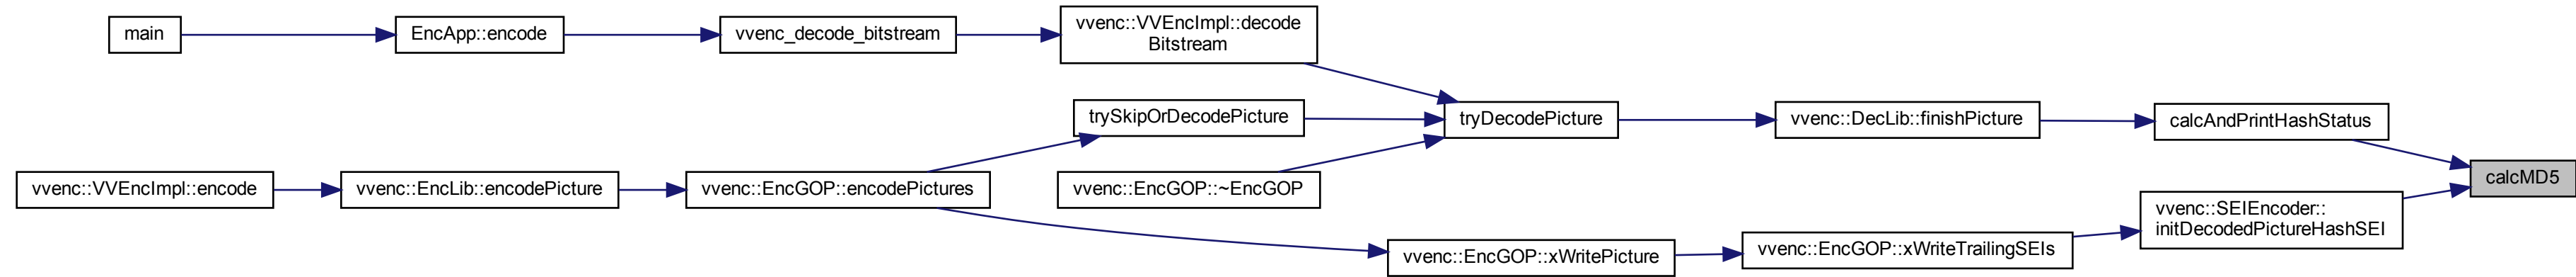 main
EncApp::encode
vvenc_decode_bitstream
vvenc::VVEncImpl::decode
Bitstream
trySkipOrDecodePicture
tryDecodePicture
vvenc::DecLib::finishPicture
calcAndPrintHashStatus
vvenc::VVEncImpl::encode
vvenc::EncLib::encodePicture
vvenc::EncGOP::encodePictures
vvenc::EncGOP::~EncGOP
calcMD5
vvenc::SEIEncoder::
initDecodedPictureHashSEI
vvenc::EncGOP::xWritePicture
vvenc::EncGOP::xWriteTrailingSEIs